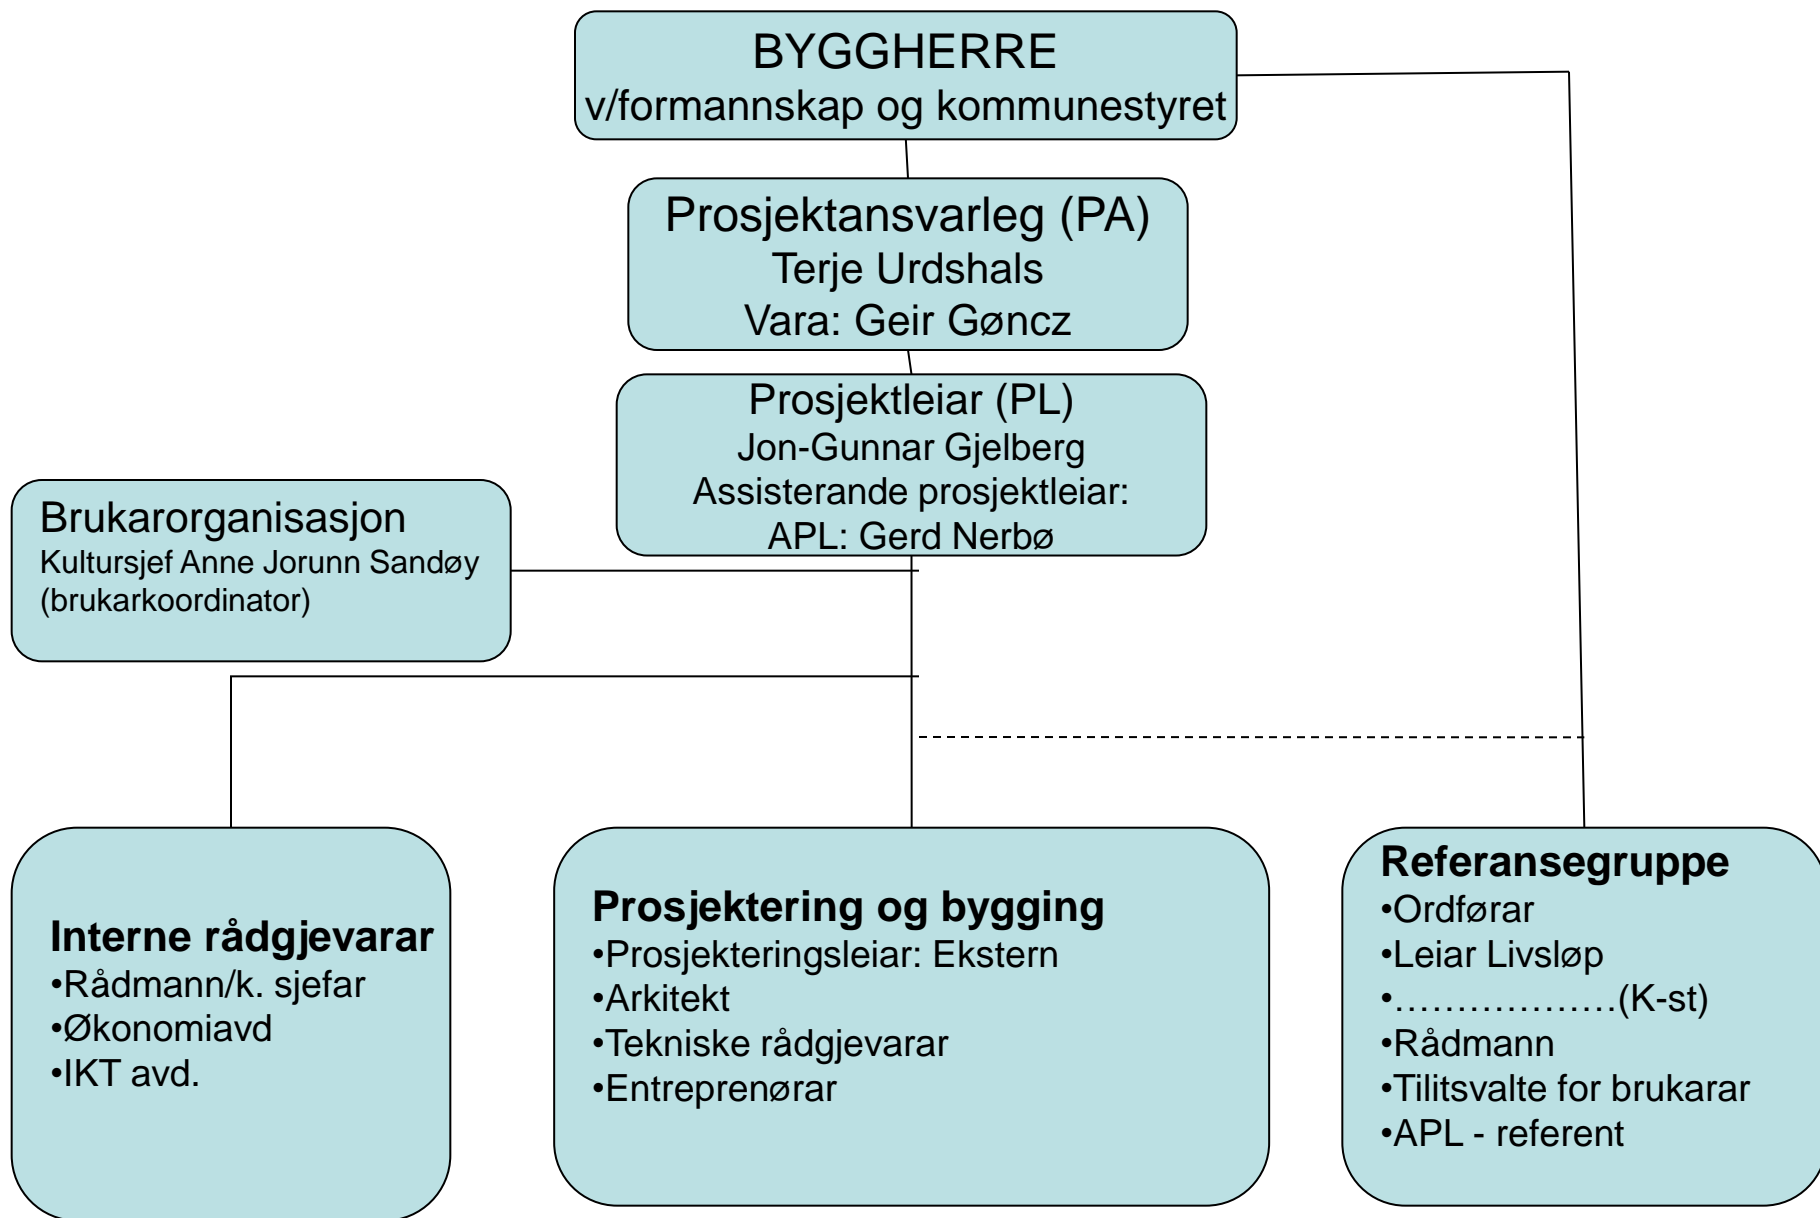 BYGGHERRE
v/formannskap og kommunestyret
Prosjektansvarleg (PA)
Terje Urdshals
Vara: Geir Gøncz
Prosjektleiar (PL)
Jon-Gunnar Gjelberg
Assisterande prosjektleiar:
APL: Gerd Nerbø
Brukarorganisasjon
Kultursjef Anne Jorunn Sandøy
(brukarkoordinator)
Interne rådgjevarar
•Rådmann/k. sjefar
•Økonomiavd
•IKT avd.
Prosjektering og bygging
•Prosjekteringsleiar: Ekstern
•Arkitekt
•Tekniske rådgjevarar
•Entreprenørar
Referansegruppe
•Ordførar
•Leiar Livsløp
•………………(K-st)
•Rådmann
•Tilitsvalte for brukarar
•APL - referent